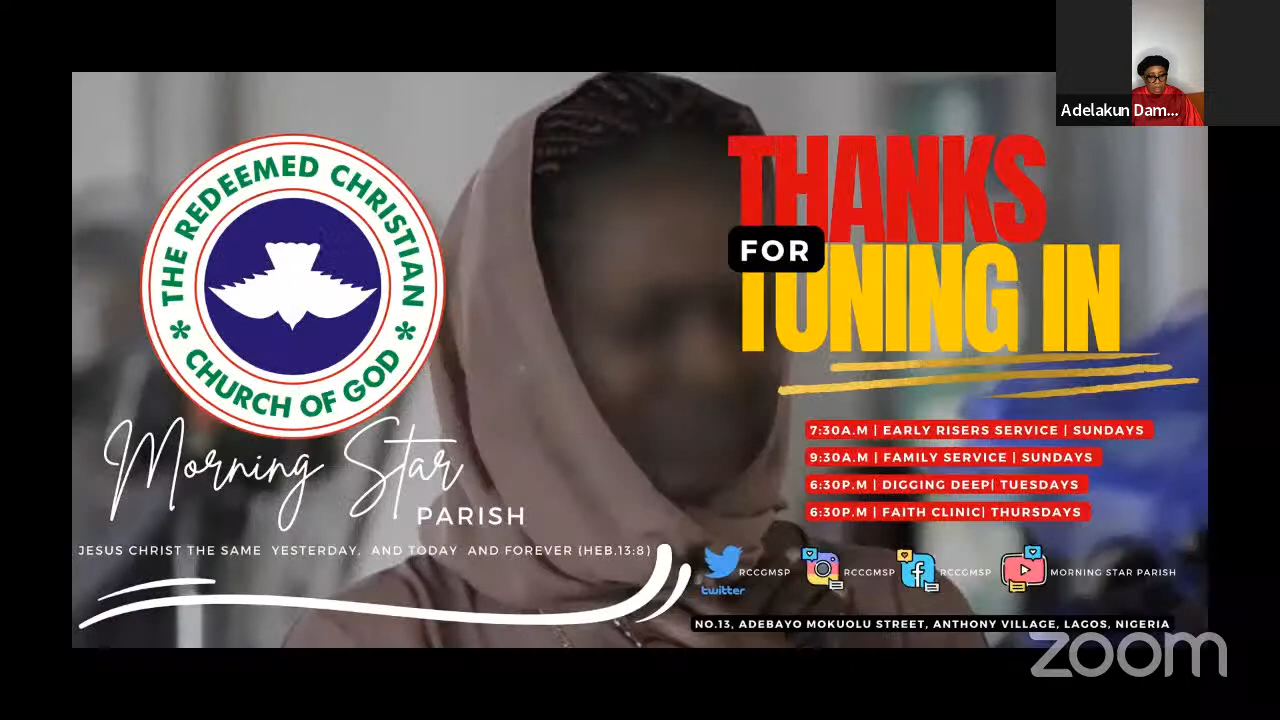 Adelakun Dam...
THE REDEEMED CHRISTIAN
CHURCH OF GOD
Morning Star
PARISH
JESUS CHRIST THE SAME YESTERDAY, AND TODAY AND FOREVER (HEB.13:8)
THANKS
FOR
TUNING IN
7:30A.M | EARLY RISERS SERVICE | SUNDAYS
9:30A.M | FAMILY SERVICE | SUNDAYS
6:30P.M | DIGGING DEEP| TUESDAYS
6:30P.M | FAITH CLINIC| THURSDAYS
twitter RCCGMSP RCCGMSP RCCGMSP MORNING STAR PARISH
NO.13, ADEBAYO MOKUOLU STREET, ANTHONY VILLAGE, LAGOS, NIGERIA
zoom